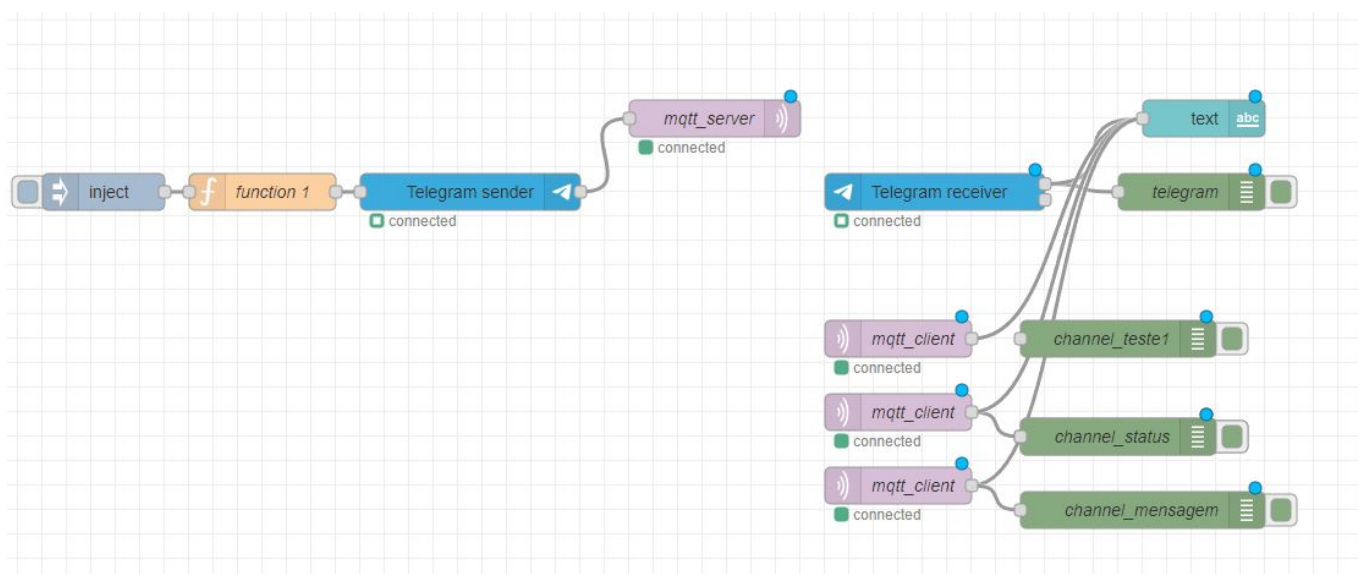 mqtt_server
connected
text
abc
inject
function 1
Telegram sender
connected
Telegram receiver
connected
telegram
mqtt_client
connected
channel_teste1
mqtt_client
connected
channel_status
mqtt_client
connected
channel_mensagem